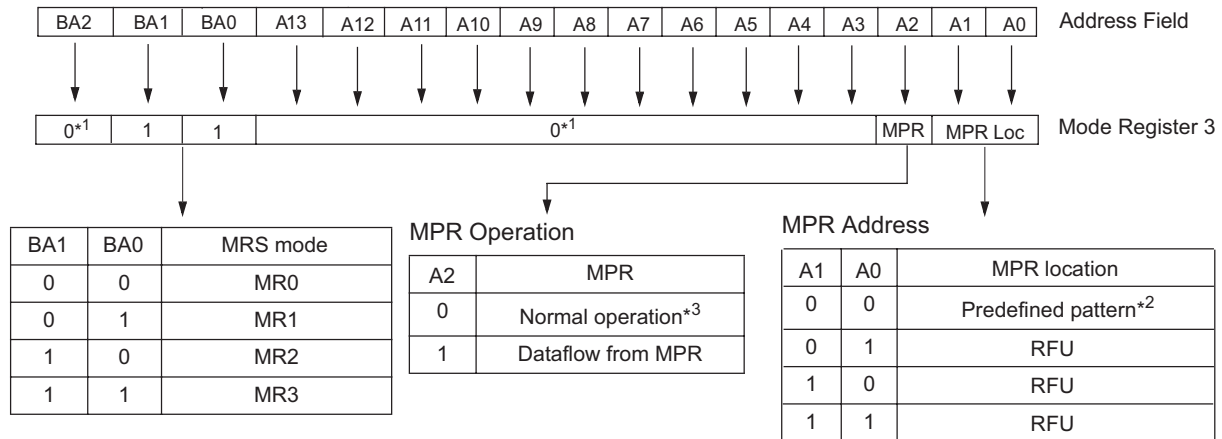 BA2 BA1 BA0 A13 A12 A11 A10 A9 A8 A7 A6 A5 A4 A3 A2 A1 A0 Address Field
0*1 1 1 0*1 MPR MPR Loc Mode Register 3
BA1 BA0 MRS mode
0 0 MR0
0 1 MR1
1 0 MR2
1 1 MR3
MPR Operation
A2 MPR
0 Normal operation*3
1 Dataflow from MPR
MPR Address
A1 A0 MPR location
0 0 Predefined pattern*2
0 1 RFU
1 0 RFU
1 1 RFU